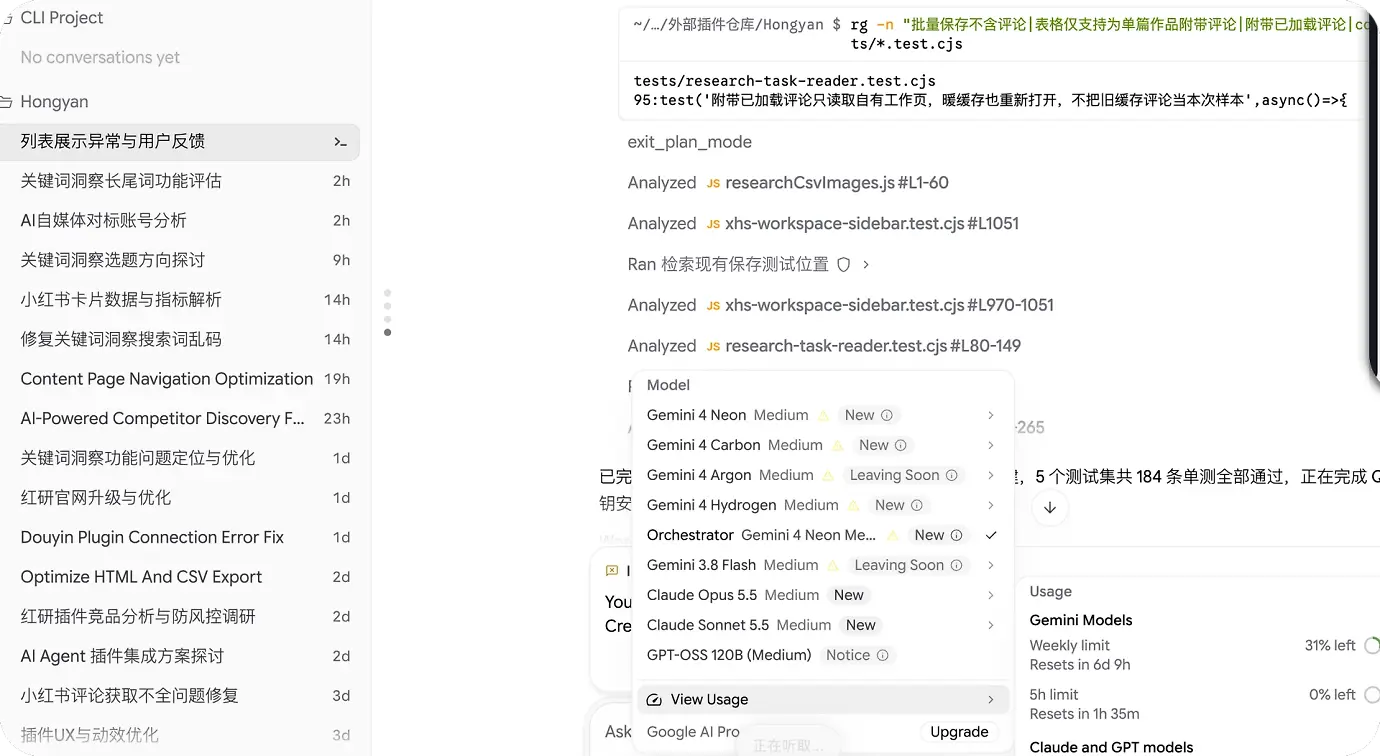 CLI Project
No conversations yet
Hongyan
列表展示异常与用户反馈
关键词洞察长尾词功能评估 2h
AI自媒体对标账号分析 2h
关键词洞察选题方向探讨 9h
小红书卡片数据与指标解析 14h
修复关键词洞察搜索词乱码 14h
Content Page Navigation Optimization 19h
AI-Powered Competitor Discovery F... 23h
关键词洞察功能问题定位与优化 1d
红研官网升级与优化 1d
Douyin Plugin Connection Error Fix 1d
Optimize HTML And CSV Export 2d
红研插件竞品分析与防风控调研 2d
AI Agent 插件集成方案探讨 2d
小红书评论获取不全问题修复 3d
插件UX与动效优化 3d
~/…/外部插件仓库/Hongyan $ rg -n "批量保存不含评论|表格仅支持为单篇作品附带评论|附带已加载评论|co
ts/*.test.cjs
tests/research-task-reader.test.cjs
95:test('附带已加载评论只读取自有工作页，暖缓存也重新打开，不把旧缓存评论当本次样本',async()=>{
exit_plan_mode
Analyzed JS researchCsvImages.js #L1-60
Analyzed JS xhs-workspace-sidebar.test.cjs #L1051
Ran 检索现有保存测试位置
Analyzed JS xhs-workspace-sidebar.test.cjs #L970-1051
Analyzed JS research-task-reader.test.cjs #L80-149
-265
已完
，5 个测试集共 184 条单测全部通过，正在完成 Q
钥安
You
Cre
Ask
Model
Gemini 4 Neon Medium New
Gemini 4 Carbon Medium New
Gemini 4 Argon Medium Leaving Soon
Gemini 4 Hydrogen Medium New
Orchestrator Gemini 4 Neon Me... New
Gemini 3.8 Flash Medium Leaving Soon
Claude Opus 5.5 Medium New
Claude Sonnet 5.5 Medium New
GPT-OSS 120B (Medium) Notice
View Usage
Google AI Pro Upgrade
正在听取...
Usage
Gemini Models
Weekly limit 31% left
Resets in 6d 9h
5h limit 0% left
Resets in 1h 35m
Claude and GPT models